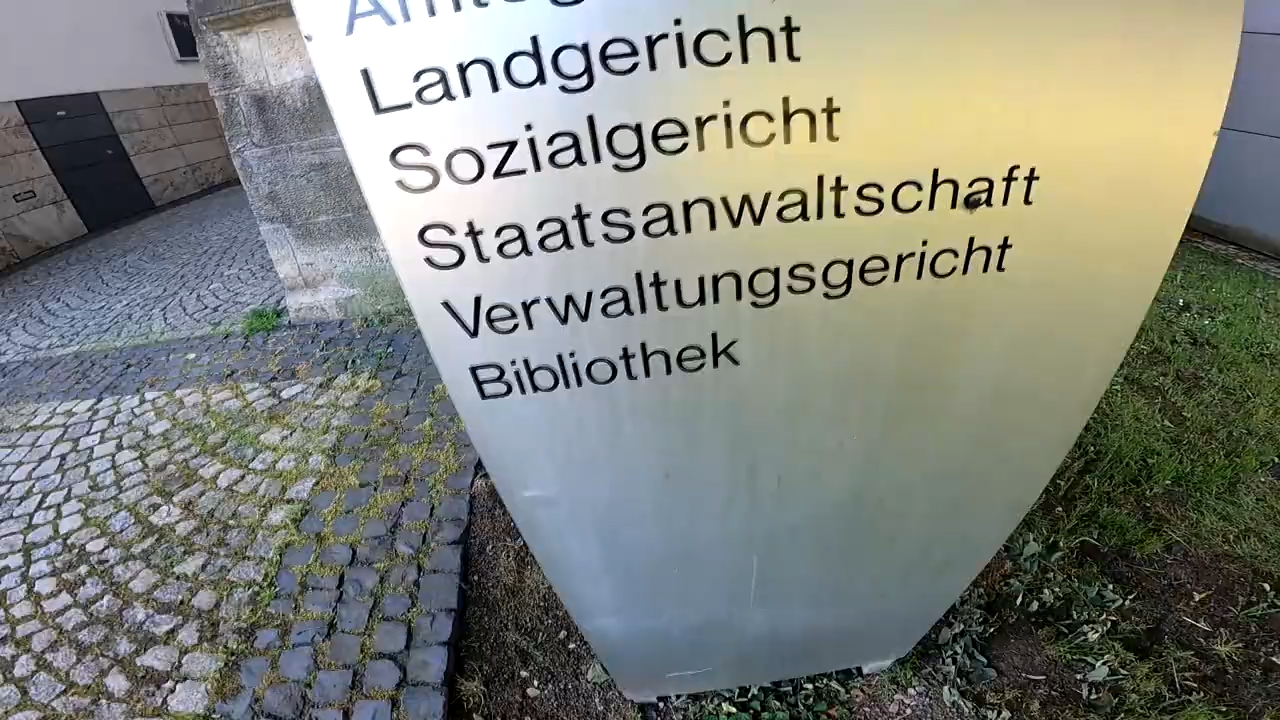 Landgericht
Sozialgericht
Staatsanwaltschaft
Verwaltungsgericht
Bibliothek